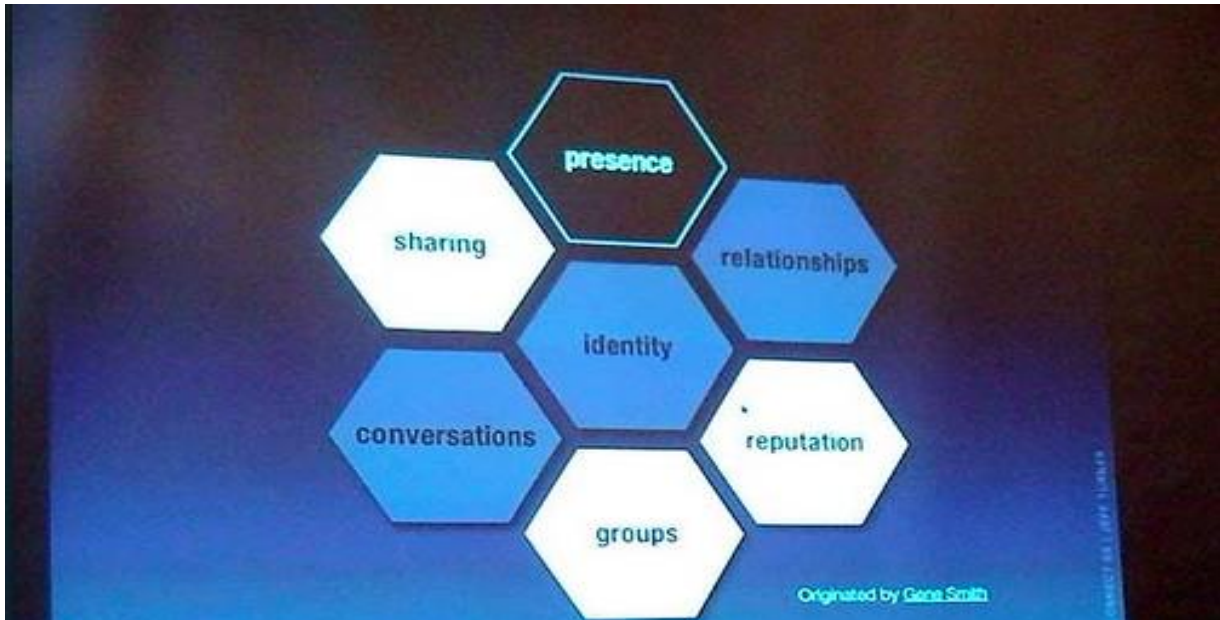 presence
sharing
relationships
identity
conversations
reputation
groups
Originated by Gene Smith